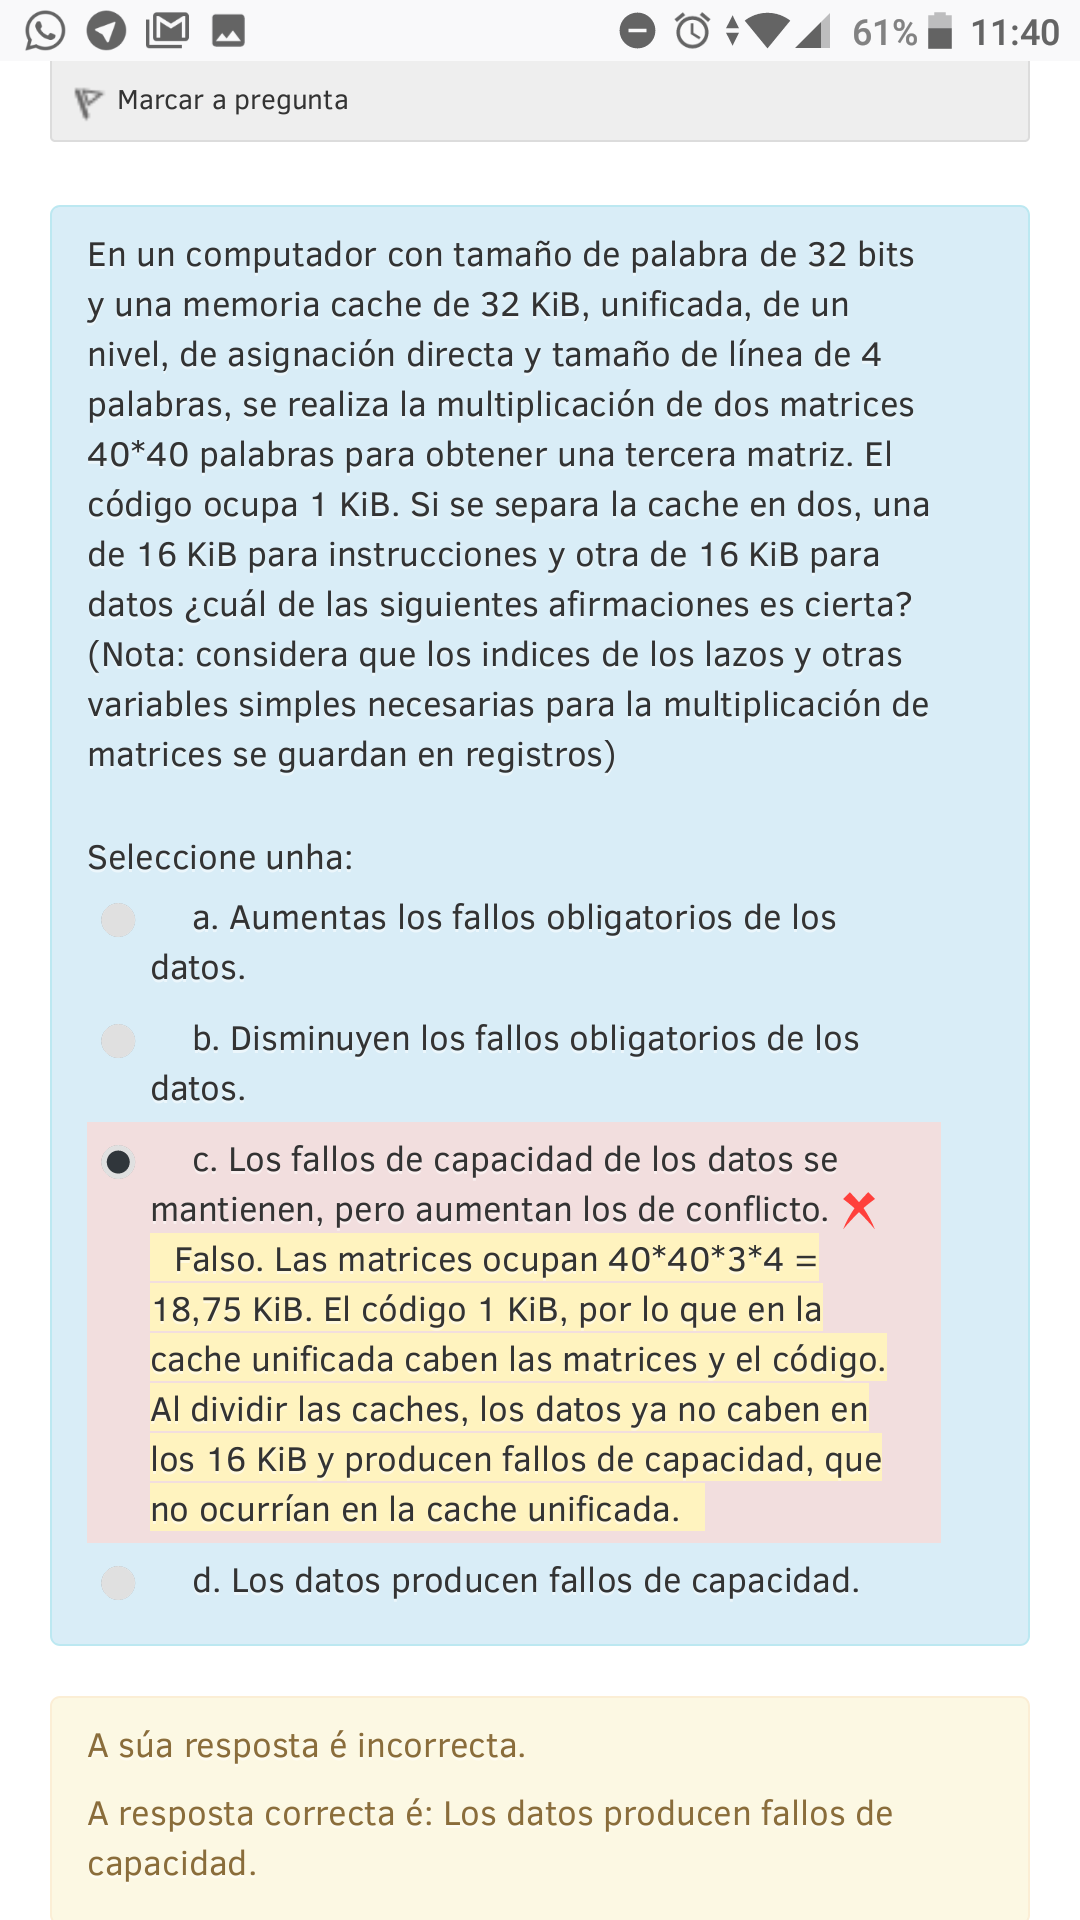 61% 11:40
Marcar a pregunta
En un computador con tamaño de palabra de 32 bits
y una memoria cache de 32 KiB, unificada, de un
nivel, de asignación directa y tamaño de línea de 4
palabras, se realiza la multiplicación de dos matrices
40*40 palabras para obtener una tercera matriz. El
código ocupa 1 KiB. Si se separa la cache en dos, una
de 16 KiB para instrucciones y otra de 16 KiB para
datos ¿cuál de las siguientes afirmaciones es cierta?
(Nota: considera que los indices de los lazos y otras
variables simples necesarias para la multiplicación de
matrices se guardan en registros)
Seleccione unha:
a. Aumentas los fallos obligatorios de los
datos.
b. Disminuyen los fallos obligatorios de los
datos.
c. Los fallos de capacidad de los datos se
mantienen, pero aumentan los de conflicto.
Falso. Las matrices ocupan 40*40*3*4 =
18,75 KiB. El código 1 KiB, por lo que en la
cache unificada caben las matrices y el código.
Al dividir las caches, los datos ya no caben en
los 16 KiB y producen fallos de capacidad, que
no ocurrían en la cache unificada.
d. Los datos producen fallos de capacidad.
A súa resposta é incorrecta.
A resposta correcta é: Los datos producen fallos de
capacidad.